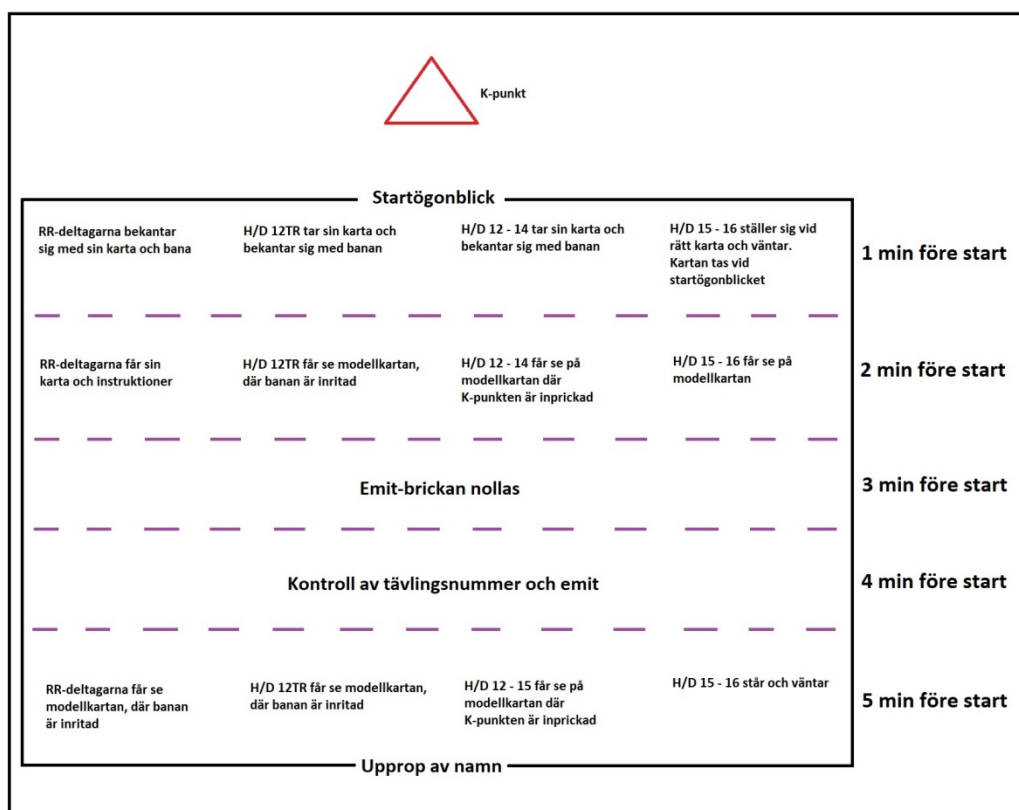 K-punkt
Startögonblick
RR-deltagarna bekantar
sig med sin karta och bana
H/D 12TR tar sin karta och
bekantar sig med banan
H/D 12 - 14 tar sin karta och
bekantar sig med banan
H/D 15 - 16 ställer sig vid
rätt karta och väntar.
Kartan tas vid
startögonblicket
1 min före start
RR-deltagarna får sin
karta och instruktioner
H/D 12TR får se modellkartan,
där banan är inritad
H/D 12 - 14 får se på
modellkartan där
K-punkten är inprickad
H/D 15 - 16 får se på
modellkartan
2 min före start
Emit-brickan nollas
3 min före start
Kontroll av tävlingsnummer och emit
4 min före start
RR-deltagarna får se
modellkartan, där banan
är inritad
H/D 12TR får se modellkartan,
där banan är inritad
H/D 12 - 15 får se på
modellkartan där
K-punkten är inprickad
H/D 15 - 16 står och väntar
5 min före start
Upprop av namn